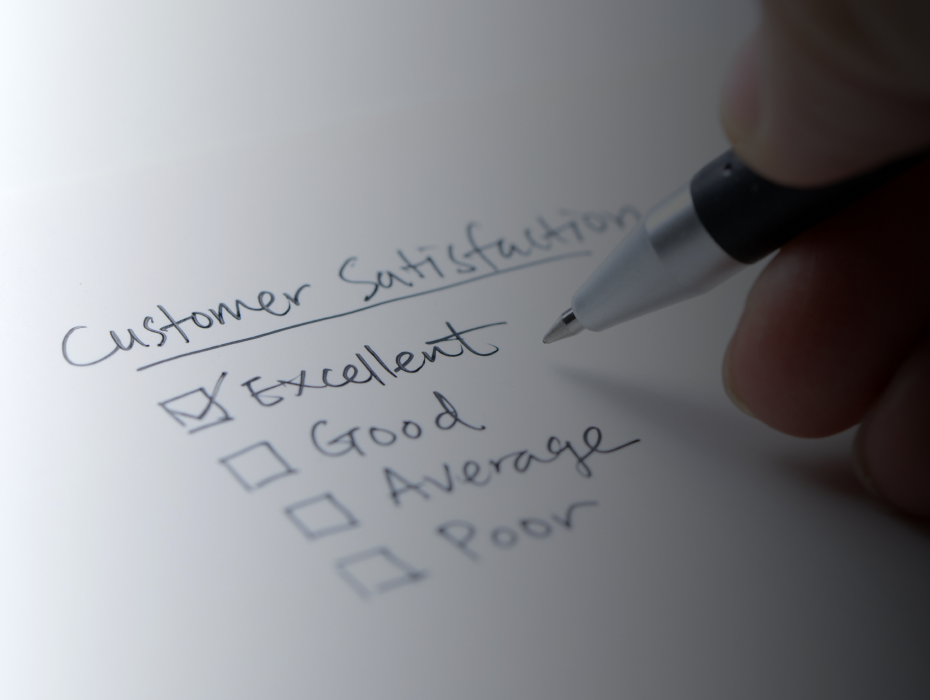 Customer Satisfaction
Excellent
Good
Average
Poor